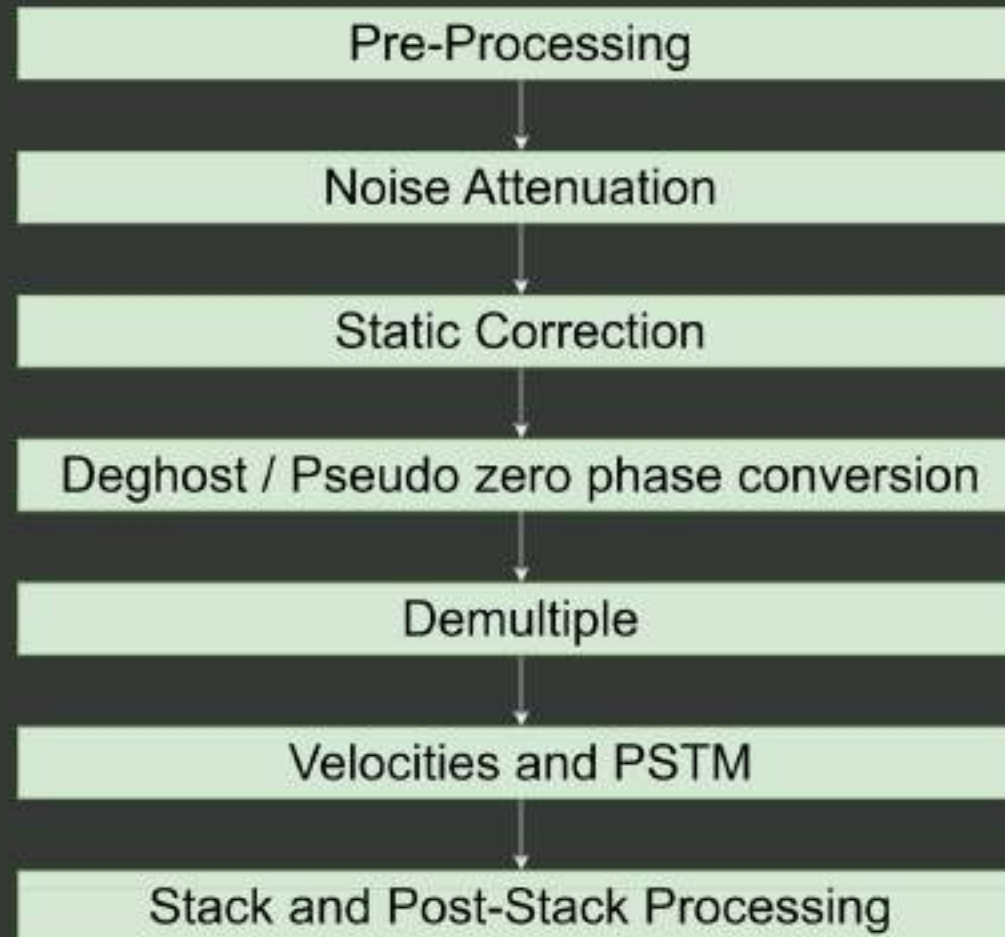 Pre-Processing
Noise Attenuation
Static Correction
Deghost / Pseudo zero phase conversion
Demultiple
Velocities and PSTM
Stack and Post-Stack Processing